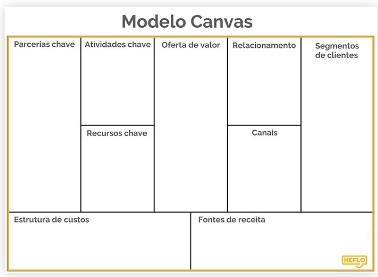 Modelo Canvas
Parcerias chave
Atividades chave
Oferta de valor
Relacionamento
Segmentos
de clientes
Recursos chave
Canais
Estrutura de custos
Fontes de receita
HEFLO